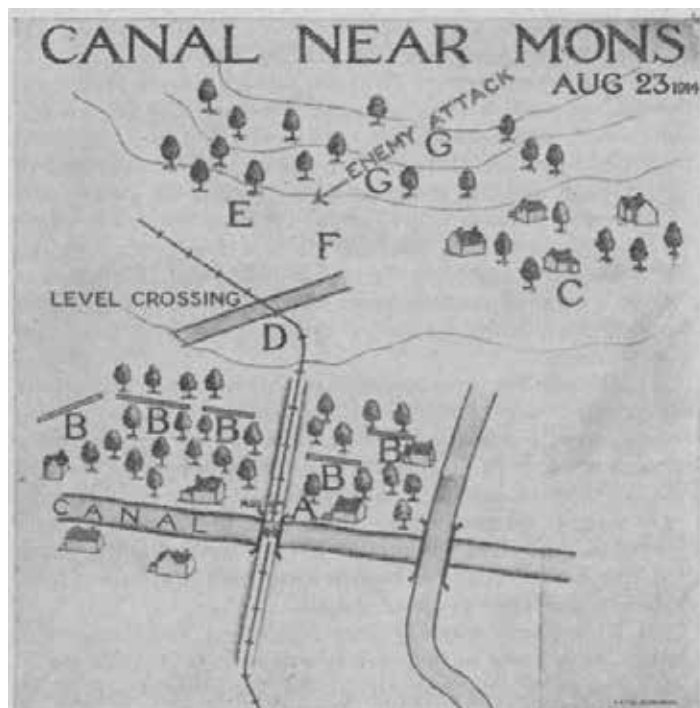 CANAL NEAR MONS
AUG 23 1914
ENEMY ATTACK
G
G
E
F
C
LEVEL CROSSING
D
B
B
B
B
B
A
CANAL